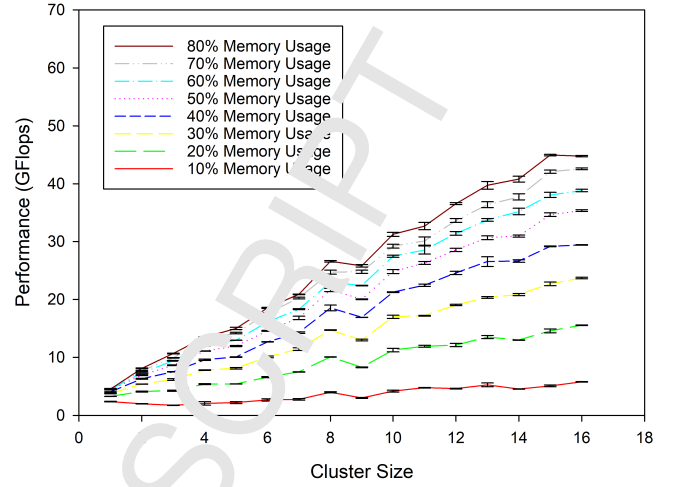 70
60
50
40
30
20
10
0
Performance (GFlops)
80% Memory Usage
70% Memory Usage
60% Memory Usage
50% Memory Usage
40% Memory Usage
30% Memory Usage
20% Memory Usage
10% Memory Usage
SCRIPT
0 2 4 6 8 10 12 14 16 18
Cluster Size